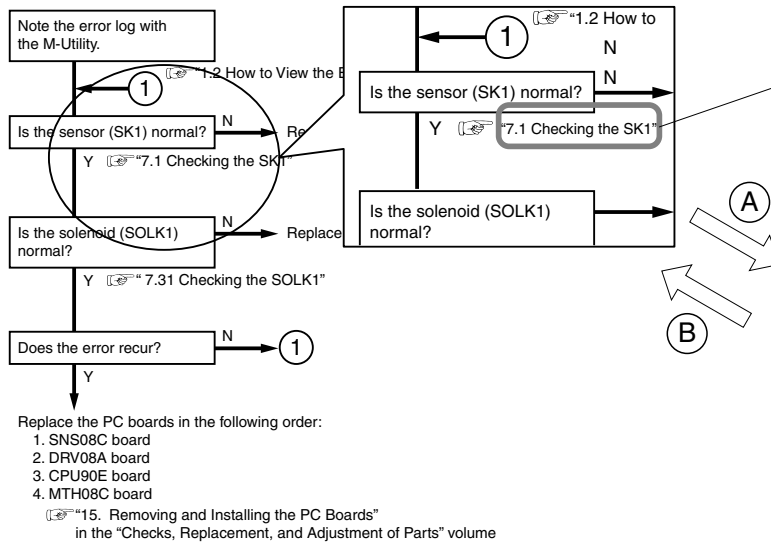 Note the error log with
the M-Utility.
1
"1.2 How to View the E
Is the sensor (SK1) normal?
N
Re
Y
"7.1 Checking the SK1"
Is the solenoid (SOLK1)
normal?
N
Replace
Y
" 7.31 Checking the SOLK1"
Does the error recur?
N
1
Y
Replace the PC boards in the following order:
1. SNS08C board
2. DRV08A board
3. CPU90E board
4. MTH08C board
"15. Removing and Installing the PC Boards"
in the "Checks, Replacement, and Adjustment of Parts" volume
"1.2 How to
1
N
N
Is the sensor (SK1) normal?
Y
"7.1 Checking the SK1"
Is the solenoid (SOLK1)
normal?
A
B